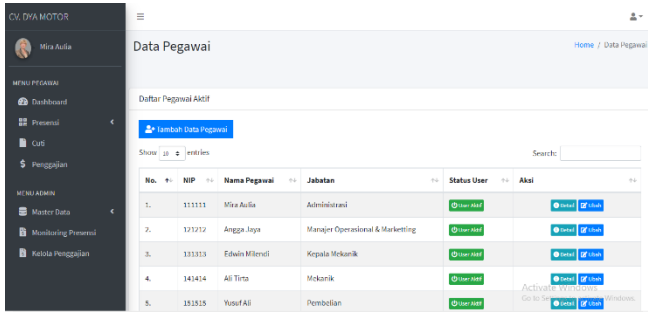 CV. DYA MOTOR
Mira Aulia
Data Pegawai
Home / Data Pegawai
MENU PEGAWAI
Dashboard
Presensi
Cuti
Penggajian
MENU ADMIN
Master Data
Monitoring Presensi
Kelola Penggajian
Daftar Pegawai Aktif
Tambah Data Pegawai
Show 10 entries
Search:
No. NIP Nama Pegawai Jabatan Status User Aksi
1. 111111 Mira Aulia Administrasi User Aktif Detail Ubah
2. 121212 Angga Jaya Manajer Operasional & Marketting User Aktif Detail Ubah
3. 131313 Edwin Milendi Kepala Mekanik User Aktif Detail Ubah
4. 141414 Ali Tirta Mekanik User Aktif Detail Ubah
5. 151515 Yusuf Ali Pembelian User Aktif Detail Ubah
Activate Windows
Go to Windows.